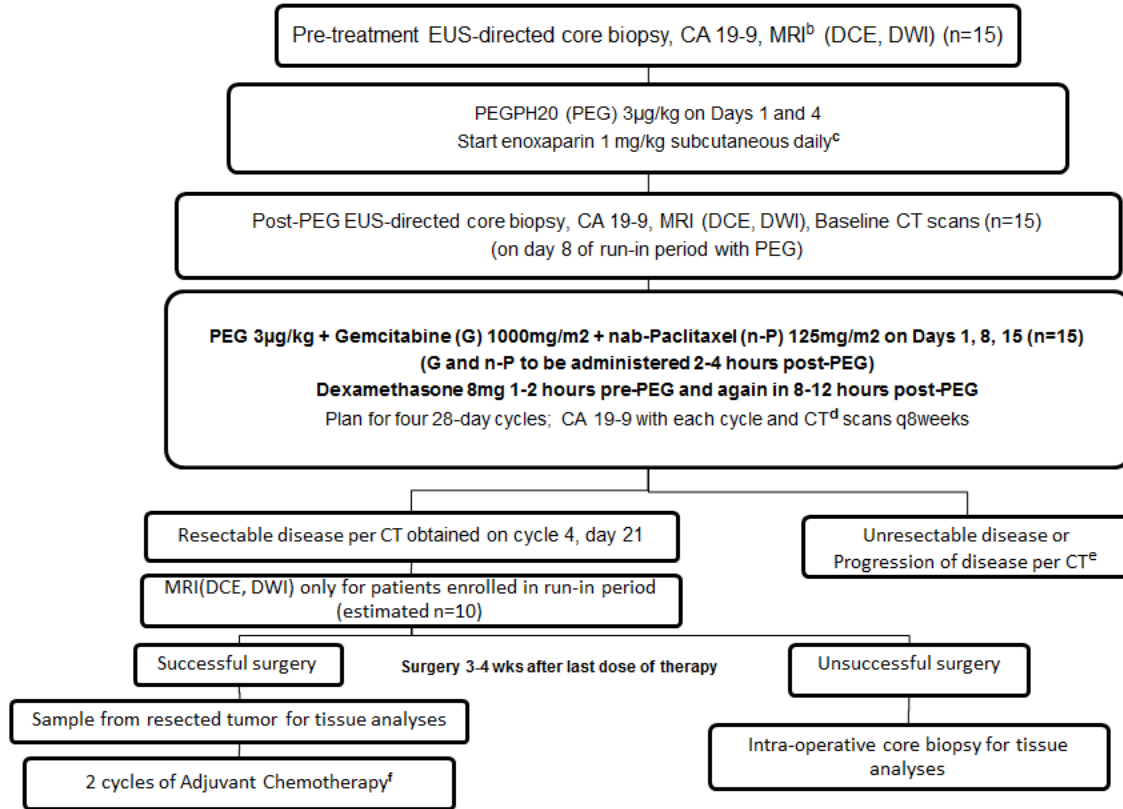 Pre-treatment EUS-directed core biopsy, CA 19-9, MRIᵇ (DCE, DWI) (n=15)
PEGPH20 (PEG) 3µg/kg on Days 1 and 4
Start enoxaparin 1 mg/kg subcutaneous dailyᶜ
Post-PEG EUS-directed core biopsy, CA 19-9, MRI (DCE, DWI), Baseline CT scans (n=15)
(on day 8 of run-in period with PEG)
PEG 3µg/kg + Gemcitabine (G) 1000mg/m2 + nab-Paclitaxel (n-P) 125mg/m2 on Days 1, 8, 15 (n=15)
(G and n-P to be administered 2-4 hours post-PEG)
Dexamethasone 8mg 1-2 hours pre-PEG and again in 8-12 hours post-PEG
Plan for four 28-day cycles; CA 19-9 with each cycle and CTᵈ scans q8weeks
Resectable disease per CT obtained on cycle 4, day 21
Unresectable disease or
Progression of disease per CTᵉ
MRI(DCE, DWI) only for patients enrolled in run-in period
(estimated n=10)
Successful surgery
Surgery 3-4 wks after last dose of therapy
Unsuccessful surgery
Sample from resected tumor for tissue analyses
Intra-operative core biopsy for tissue
analyses
2 cycles of Adjuvant Chemotherapyᶠ